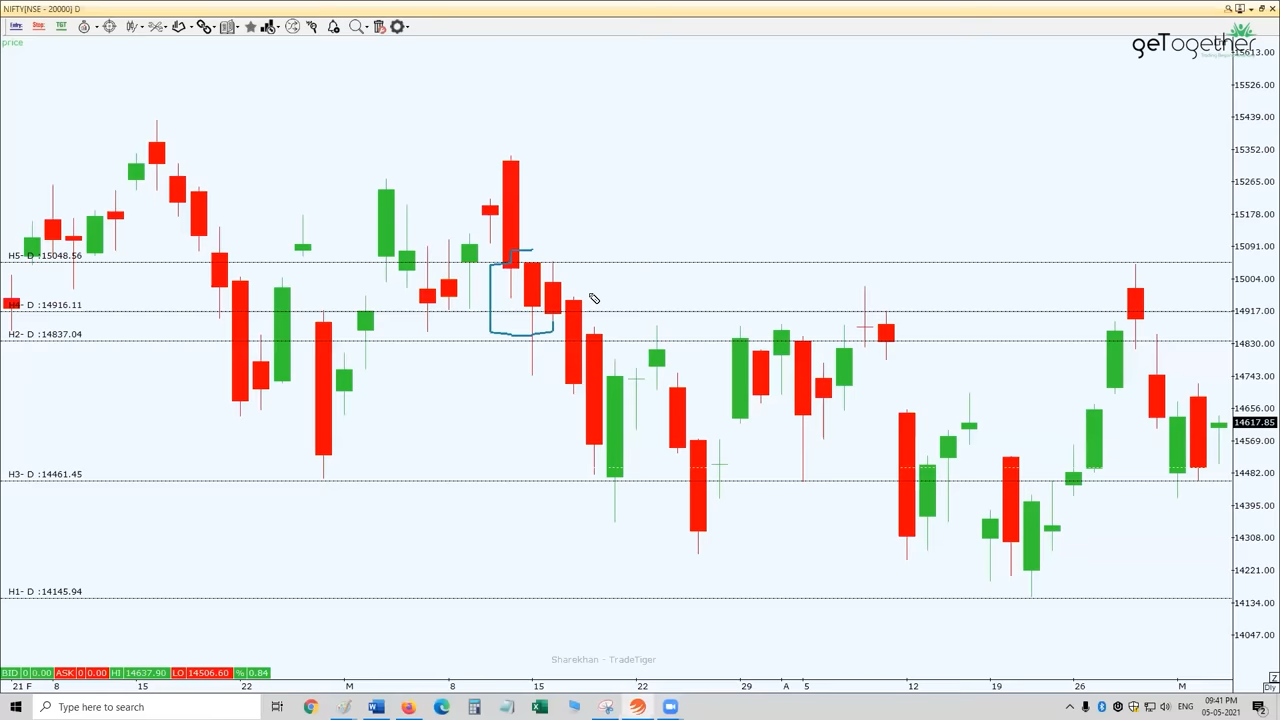 NIFTY[NSE - 20000] D
Entry
Stop
TGT
price
geTogether
15613.00
15526.00
15439.00
15352.00
15265.00
15178.00
15091.00
15004.00
14917.00
14830.00
14743.00
14656.00
14617.85
14569.00
14482.00
14395.00
14308.00
14221.00
14134.00
14047.00
H5- D :15048.56
H4- D :14916.11
H2- D :14837.04
H3- D :14461.45
H1- D :14145.94
Sharekhan - TradeTiger
BID 0 0.00 ASK 0 0.00 HI 14637.90 LO 14506.60 % 0.84
21 F 8 15 22 M 8 15 22 29 A 5 12 19 26 M Dly
Type here to search
ENG
09:41 PM
05-05-2021